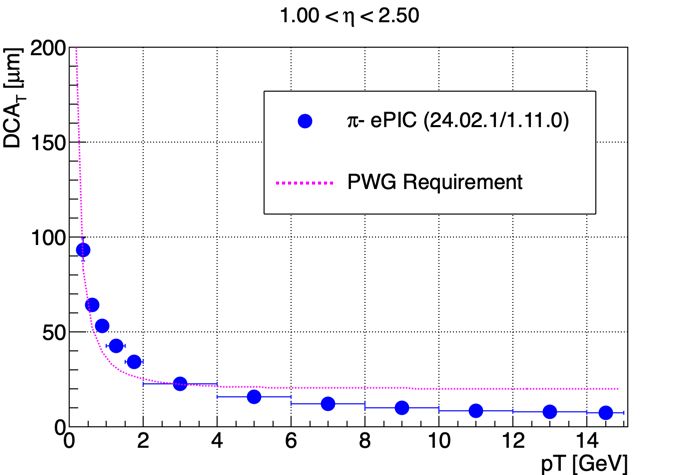 1.00 < η < 2.50
DCA_T [μm]
200
150
100
50
0
π- ePIC (24.02.1/1.11.0)
PWG Requirement
0 2 4 6 8 10 12 14
pT [GeV]